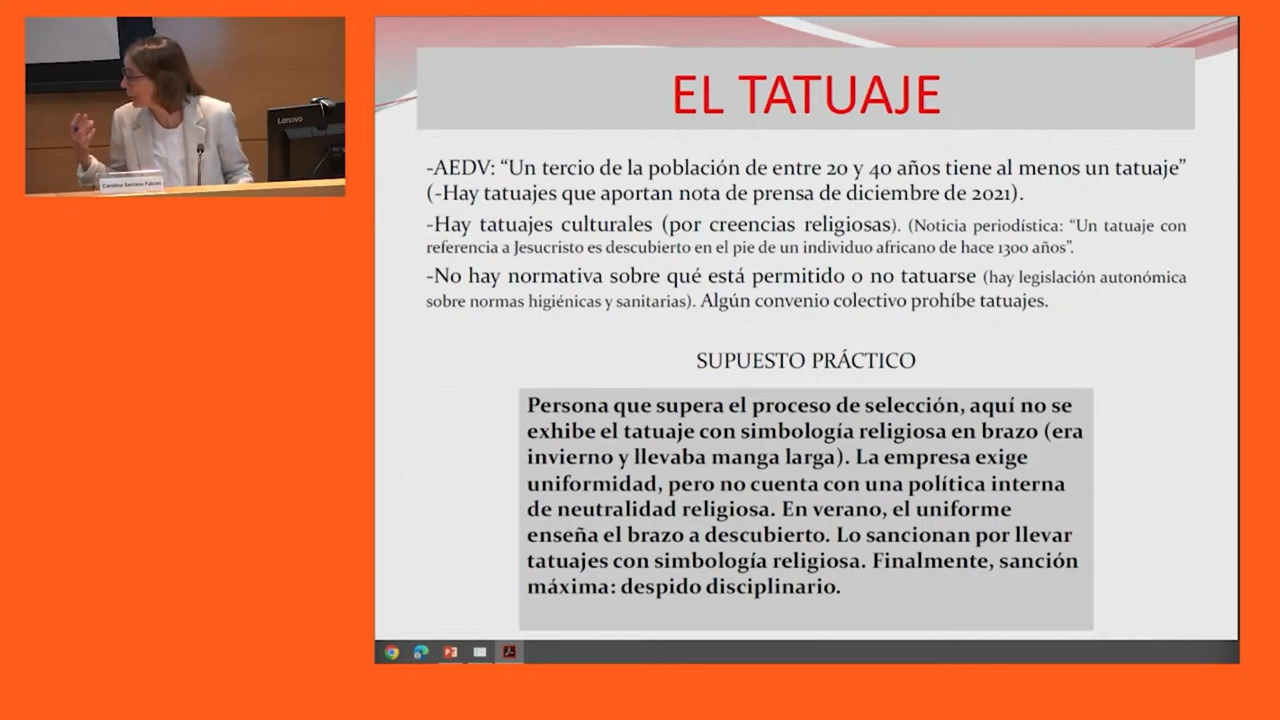 Lenovo
Carolina Serrano Falcón
EL TATUAJE
-AEDV: “Un tercio de la población de entre 20 y 40 años tiene al menos un tatuaje”
(-Hay tatuajes que aportan nota de prensa de diciembre de 2021).
-Hay tatuajes culturales (por creencias religiosas). (Noticia periodística: “Un tatuaje con
referencia a Jesucristo es descubierto en el pie de un individuo africano de hace 1300 años”.
-No hay normativa sobre qué está permitido o no tatuarse (hay legislación autonómica
sobre normas higiénicas y sanitarias). Algún convenio colectivo prohíbe tatuajes.
SUPUESTO PRÁCTICO
Persona que supera el proceso de selección, aquí no se
exhibe el tatuaje con simbología religiosa en brazo (era
invierno y llevaba manga larga). La empresa exige
uniformidad, pero no cuenta con una política interna
de neutralidad religiosa. En verano, el uniforme
enseña el brazo a descubierto. Lo sancionan por llevar
tatuajes con simbología religiosa. Finalmente, sanción
máxima: despido disciplinario.